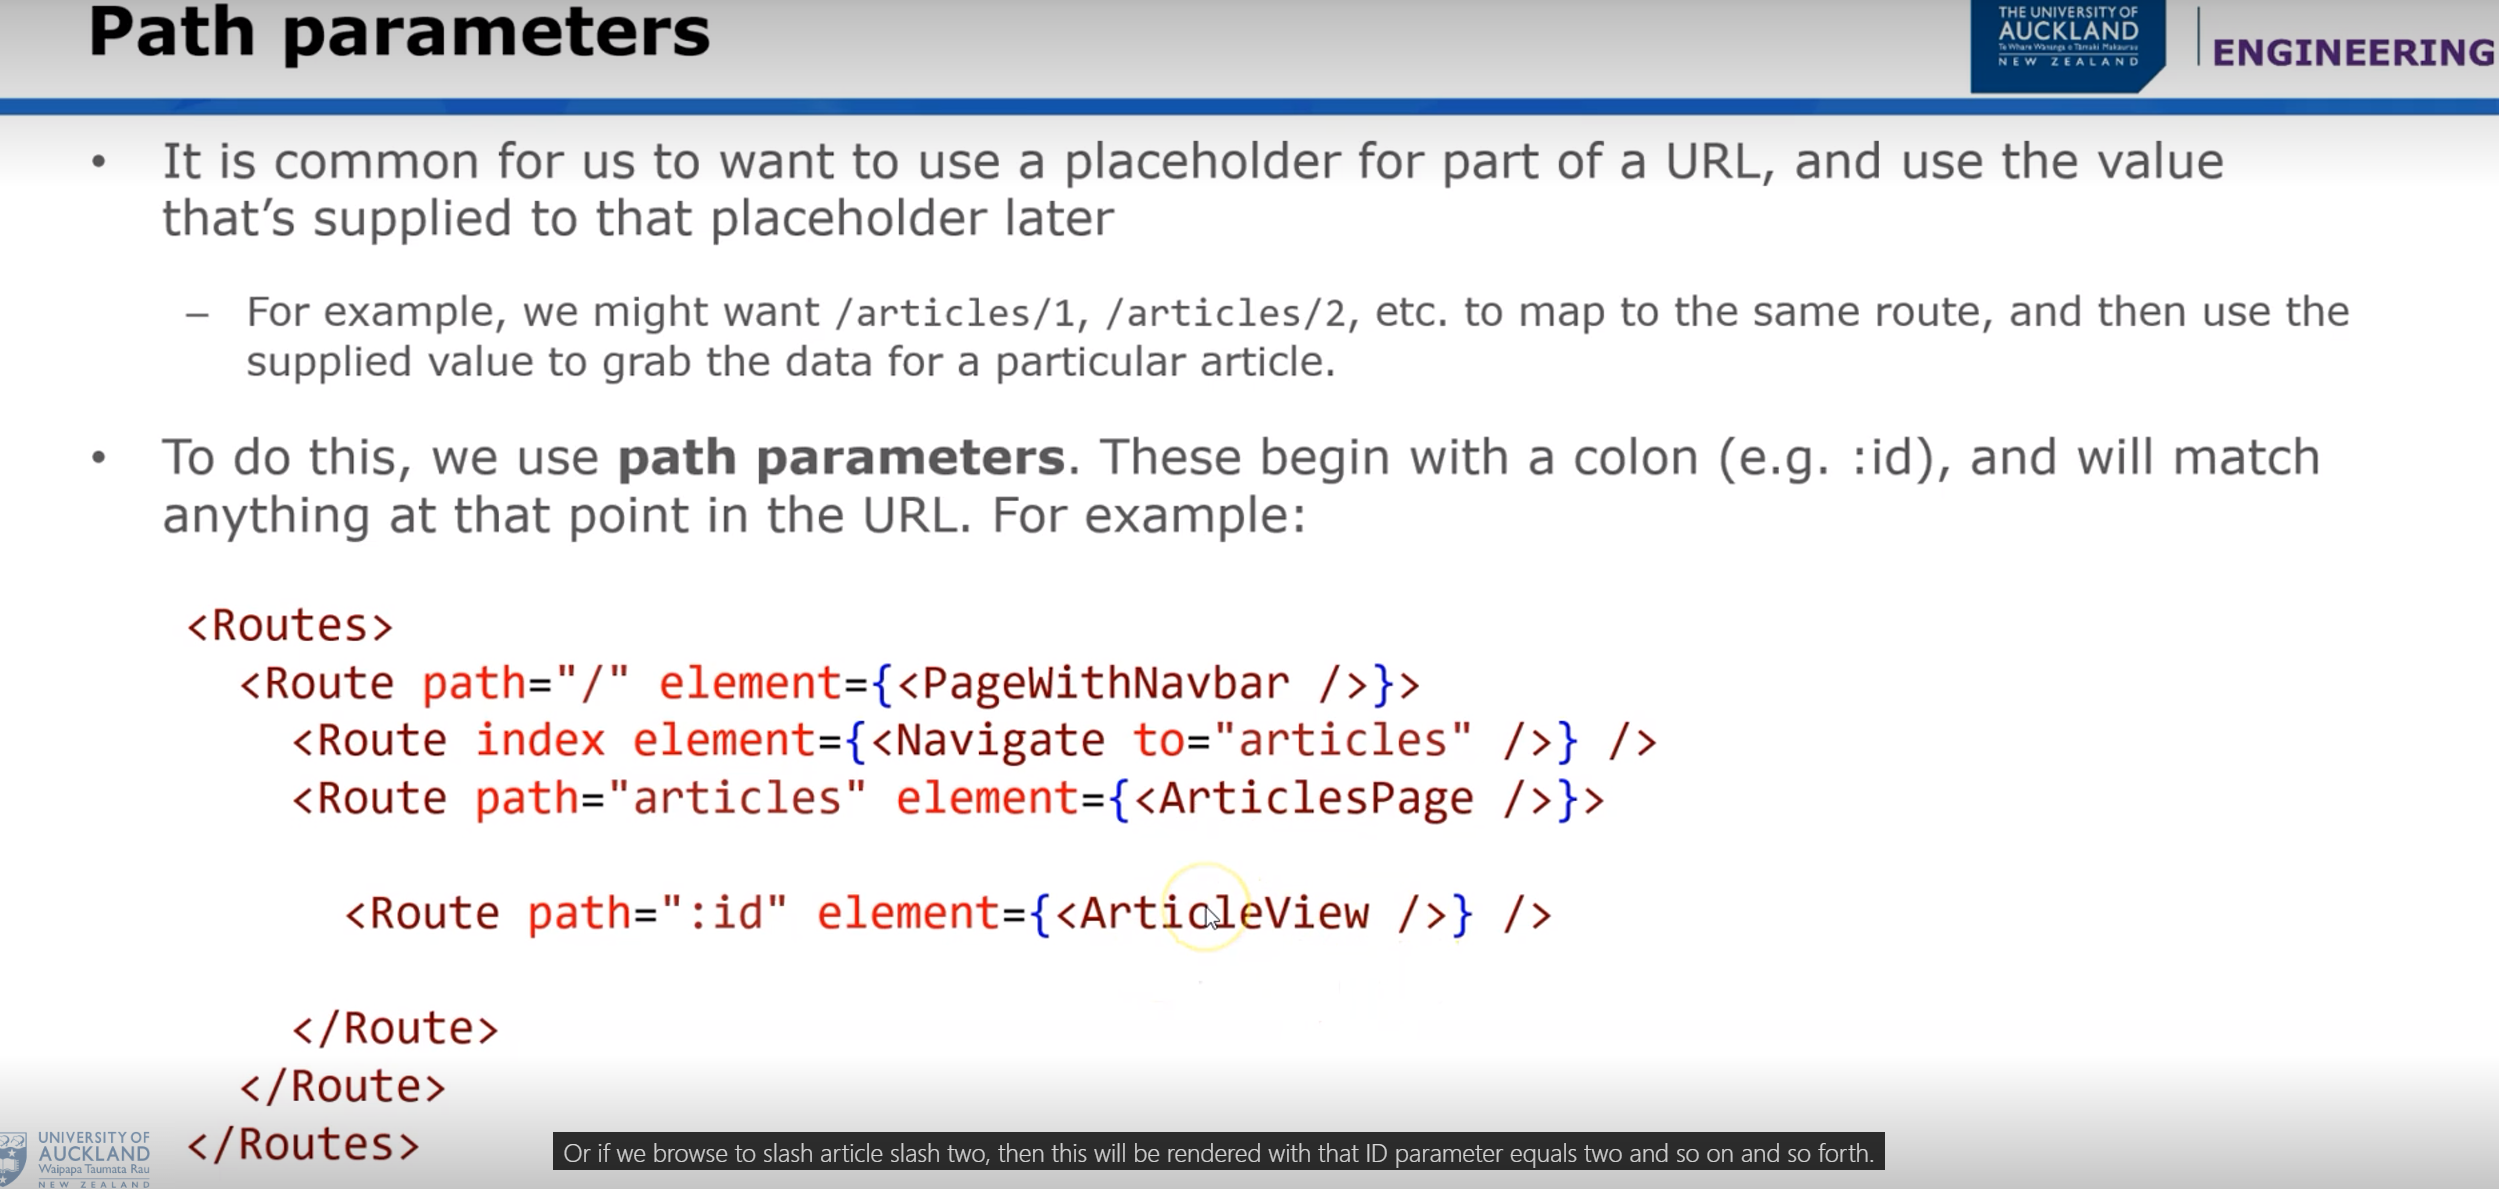 Path parameters
THE UNIVERSITY OF
AUCKLAND
Te Whare Wānanga o Tāmaki Makaurau
NEW ZEALAND
ENGINEERING
• It is common for us to want to use a placeholder for part of a URL, and use the value
that’s supplied to that placeholder later
– For example, we might want /articles/1, /articles/2, etc. to map to the same route, and then use the
supplied value to grab the data for a particular article.
• To do this, we use path parameters. These begin with a colon (e.g. :id), and will match
anything at that point in the URL. For example:
<Routes>
<Route path="/" element={<PageWithNavbar />}>
<Route index element={<Navigate to="articles" />} />
<Route path="articles" element={<ArticlesPage />}>
<Route path=":id" element={<ArticleView />} />
</Route>
</Route>
</Routes>
UNIVERSITY OF
AUCKLAND
Waipapa Taumata Rau
NEW ZEALAND
Or if we browse to slash article slash two, then this will be rendered with that ID parameter equals two and so on and so forth.